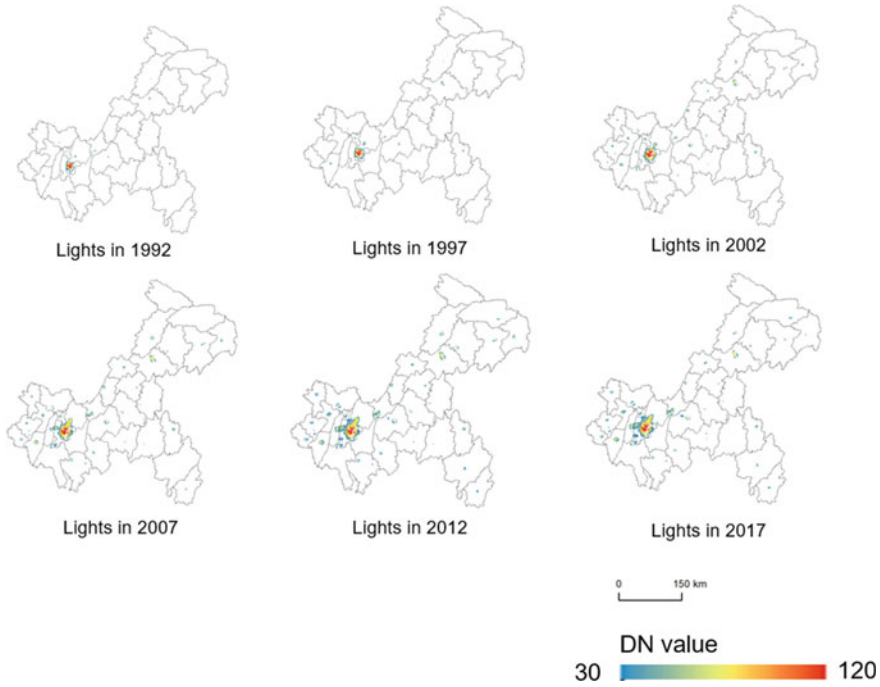 Lights in 1992
Lights in 1997
Lights in 2002
Lights in 2007
Lights in 2012
Lights in 2017
0 150 km
DN value
30 120